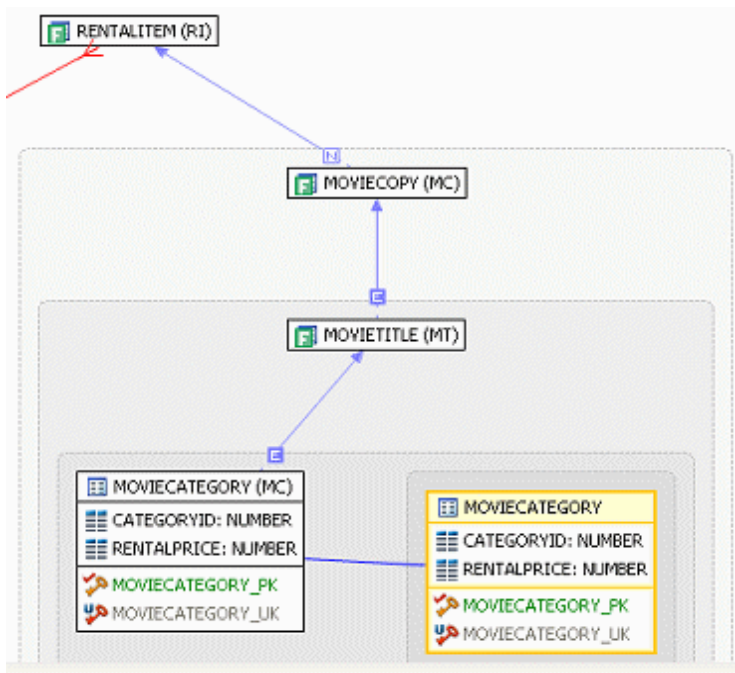 RENTALITEM (RI)
N
MOVIECOPY (MC)
MOVIETITLE (MT)
MOVIECATEGORY (MC)
CATEGORYID: NUMBER
RENTALPRICE: NUMBER
MOVIECATEGORY_PK
MOVIECATEGORY_UK
MOVIECATEGORY
CATEGORYID: NUMBER
RENTALPRICE: NUMBER
MOVIECATEGORY_PK
MOVIECATEGORY_UK